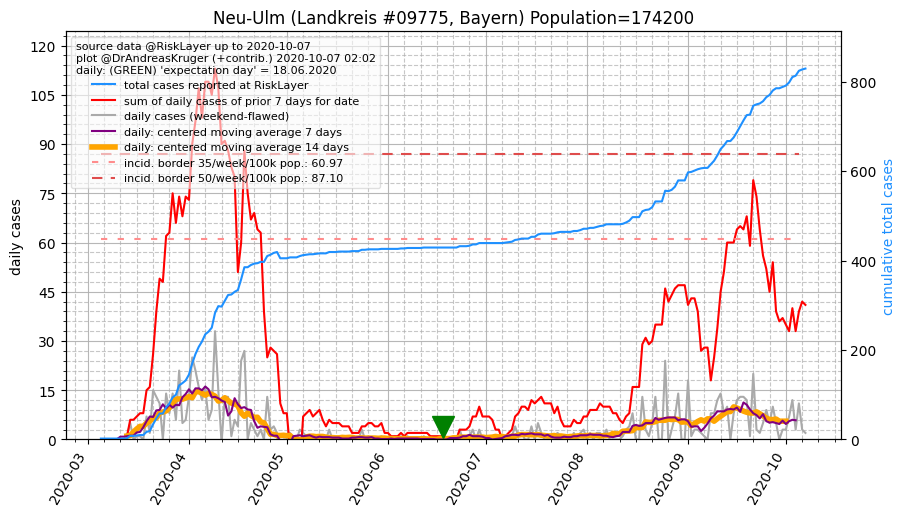 Neu-Ulm (Landkreis #09775, Bayern) Population=174200
source data @RiskLayer up to 2020-10-07
plot @DrAndreasKruger (+contrib.) 2020-10-07 02:02
daily: (GREEN) 'expectation day' = 18.06.2020
total cases reported at RiskLayer
sum of daily cases of prior 7 days for date
daily cases (weekend-flawed)
daily: centered moving average 7 days
daily: centered moving average 14 days
incid. border 35/week/100k pop.: 60.97
incid. border 50/week/100k pop.: 87.10
daily cases
120
105
90
75
60
45
30
15
0
cumulative total cases
800
600
400
200
0
2020-03
2020-04
2020-05
2020-06
2020-07
2020-08
2020-09
2020-10